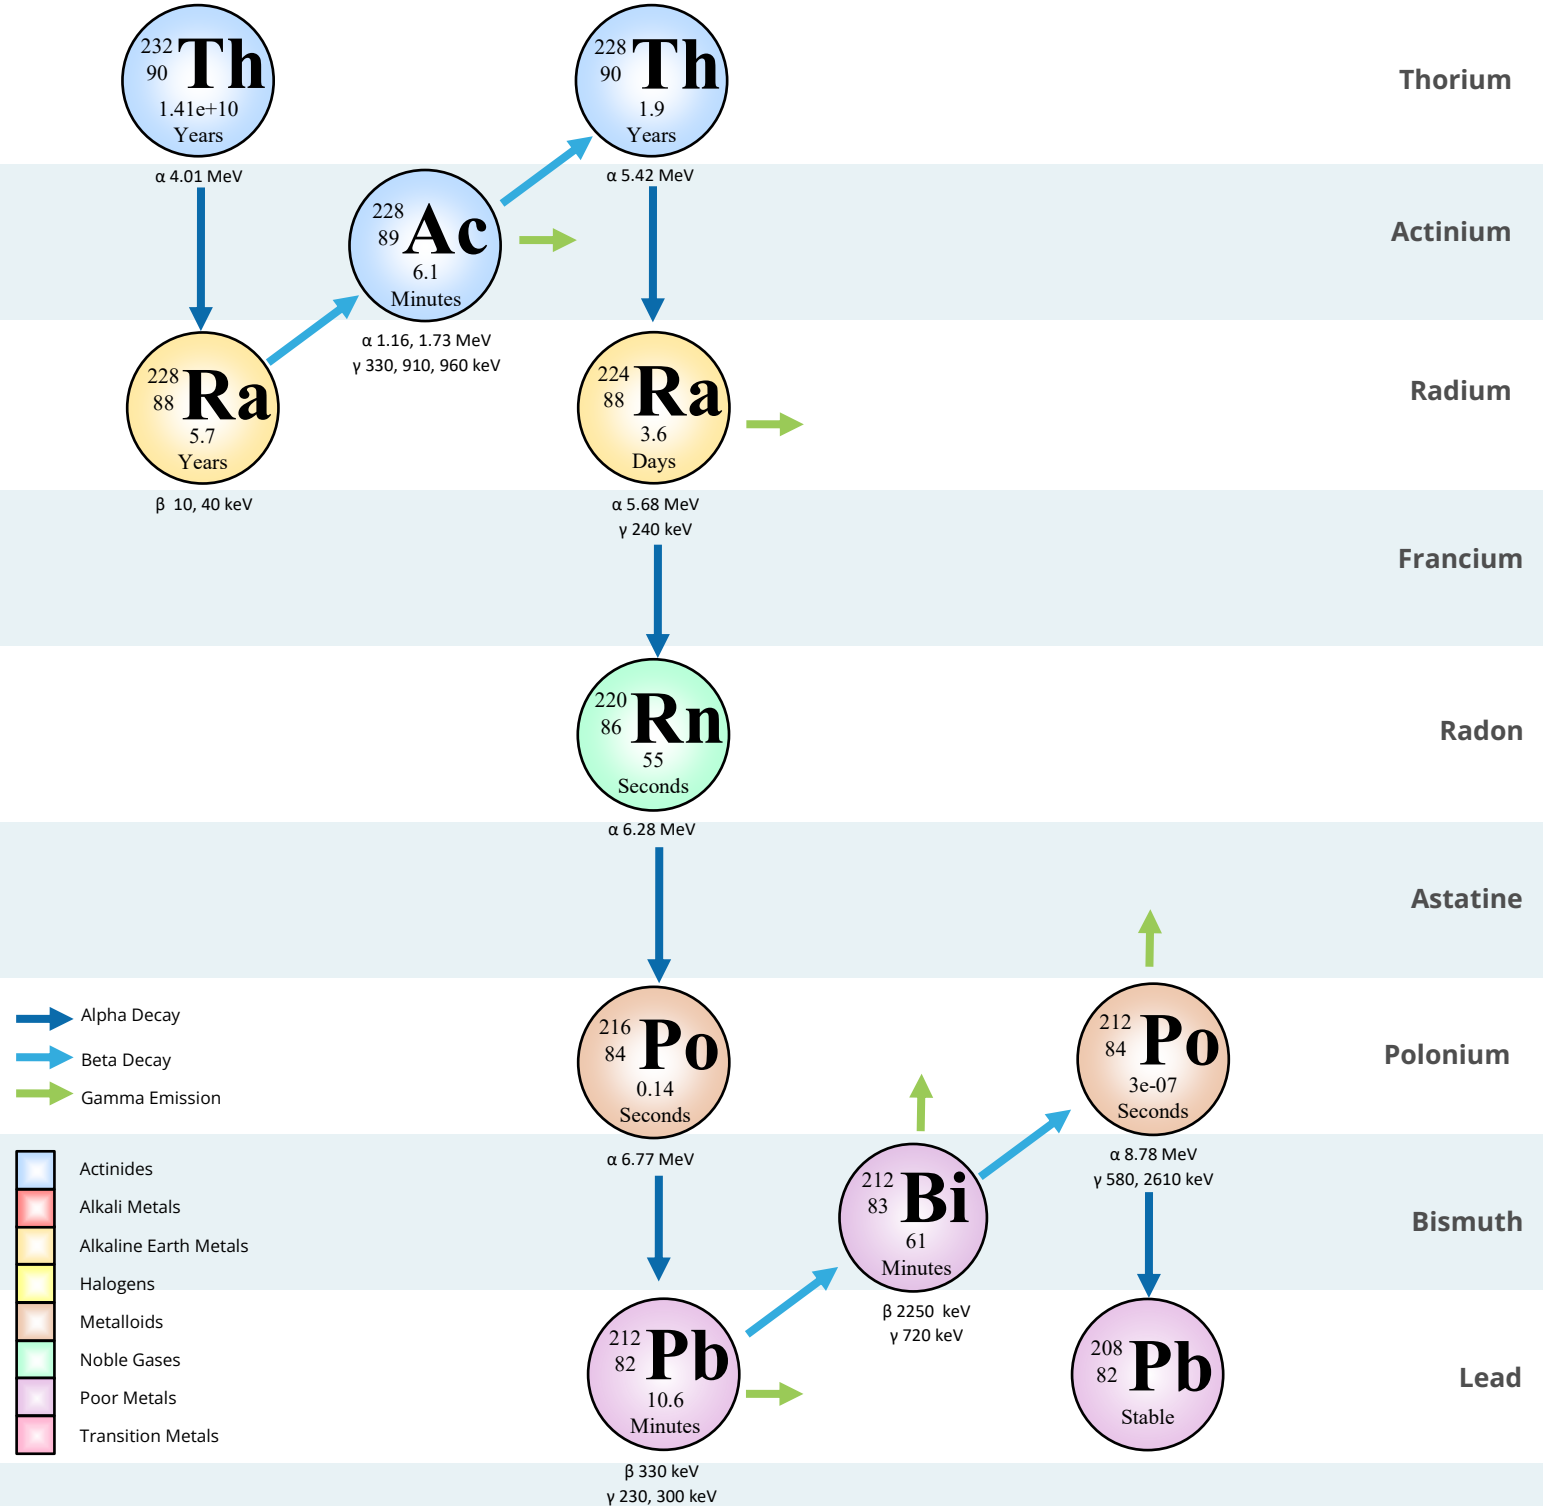 232
90
Th
1.41e+10
Years
α 4.01 MeV
228
90
Th
1.9
Years
α 5.42 MeV
Thorium
228
89
Ac
6.1
Minutes
α 1.16, 1.73 MeV
γ 330, 910, 960 keV
Actinium
228
88
Ra
5.7
Years
β 10, 40 keV
224
88
Ra
3.6
Days
α 5.68 MeV
γ 240 keV
Radium
Francium
220
86
Rn
55
Seconds
α 6.28 MeV
Radon
Astatine
216
84
Po
0.14
Seconds
α 6.77 MeV
212
84
Po
3e-07
Seconds
α 8.78 MeV
γ 580, 2610 keV
Polonium
212
83
Bi
61
Minutes
β 2250 keV
γ 720 keV
Bismuth
212
82
Pb
10.6
Minutes
β 330 keV
γ 230, 300 keV
208
82
Pb
Stable
Lead
Alpha Decay
Beta Decay
Gamma Emission
Actinides
Alkali Metals
Alkaline Earth Metals
Halogens
Metalloids
Noble Gases
Poor Metals
Transition Metals